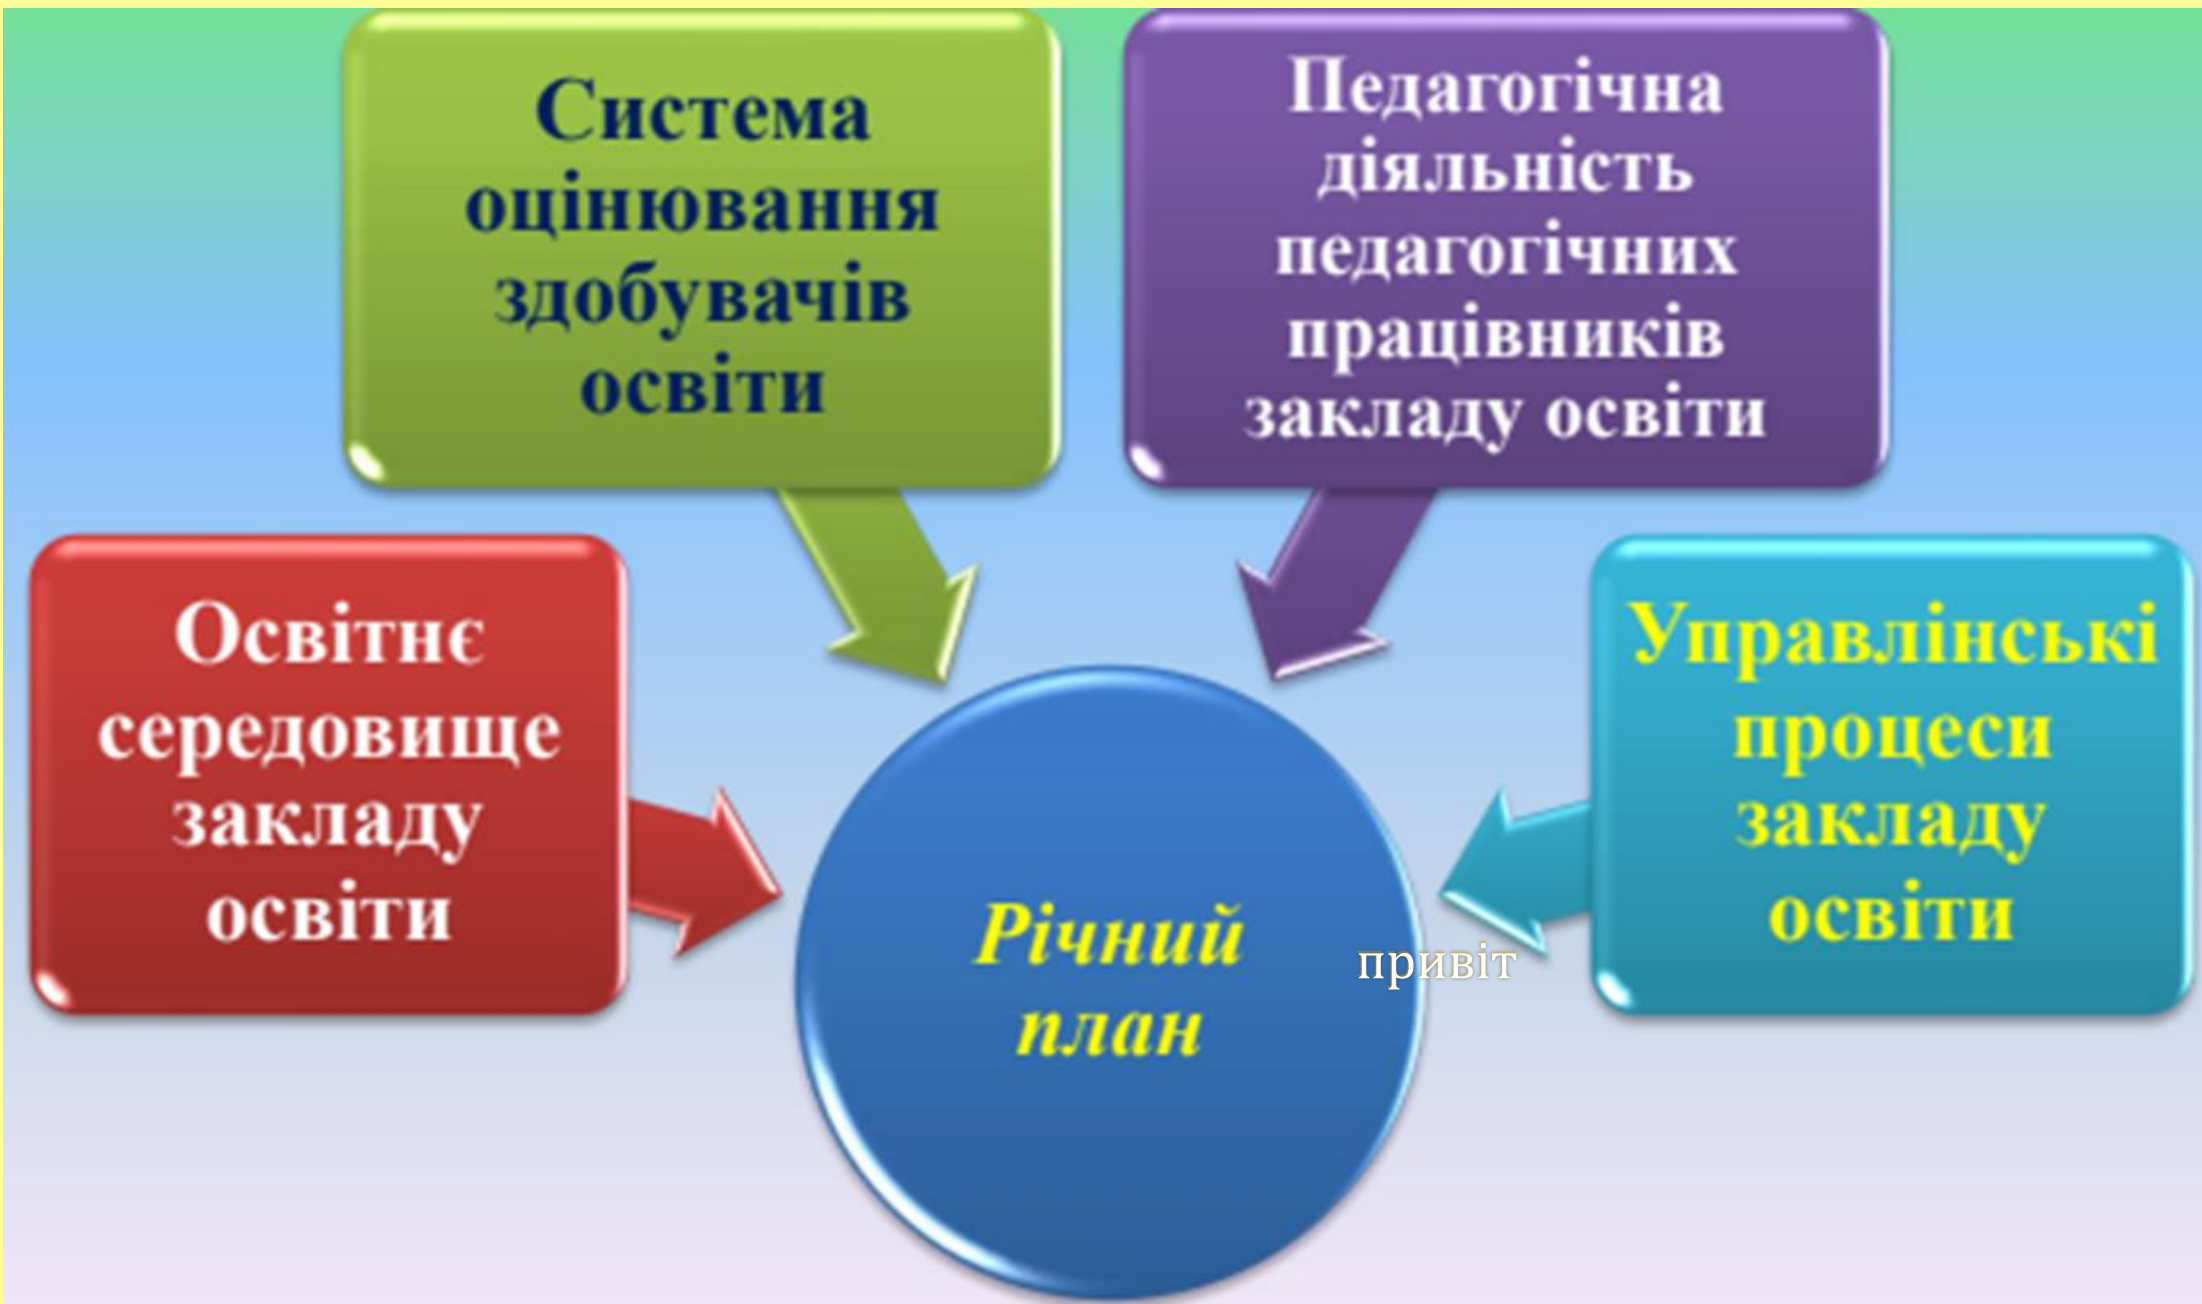 Система
оцінювання
здобувачів
освіти
Педагогічна
діяльність
педагогічних
працівників
закладу освіти
Освітнє
середовище
закладу
освіти
Управлінські
процеси
закладу
освіти
Річний
план
привіт